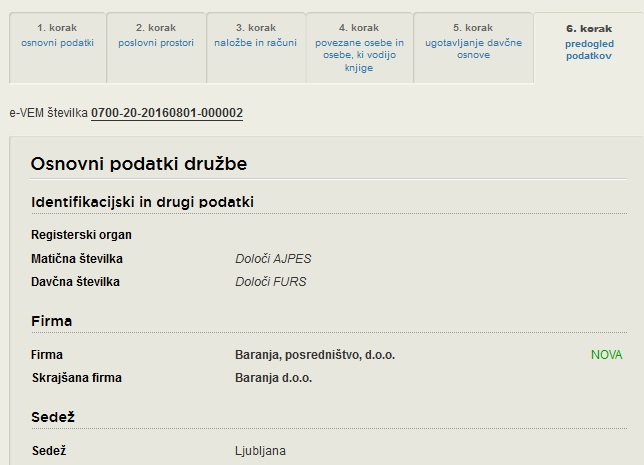 1. korak
osnovni podatki
2. korak
poslovni prostori
3. korak
naložbe in računi
4. korak
povezane osebe in
osebe, ki vodijo
knjige
5. korak
ugotavljanje davčne
osnove
6. korak
predogled
podatkov
e-VEM številka 0700-20-20160801-000002
Osnovni podatki družbe
Identifikacijski in drugi podatki
Registerski organ
Matična številka Določi AJPES
Davčna številka Določi FURS
Firma
Firma Baranja, posredništvo, d.o.o. NOVA
Skrajšana firma Baranja d.o.o.
Sedež
Sedež Ljubljana